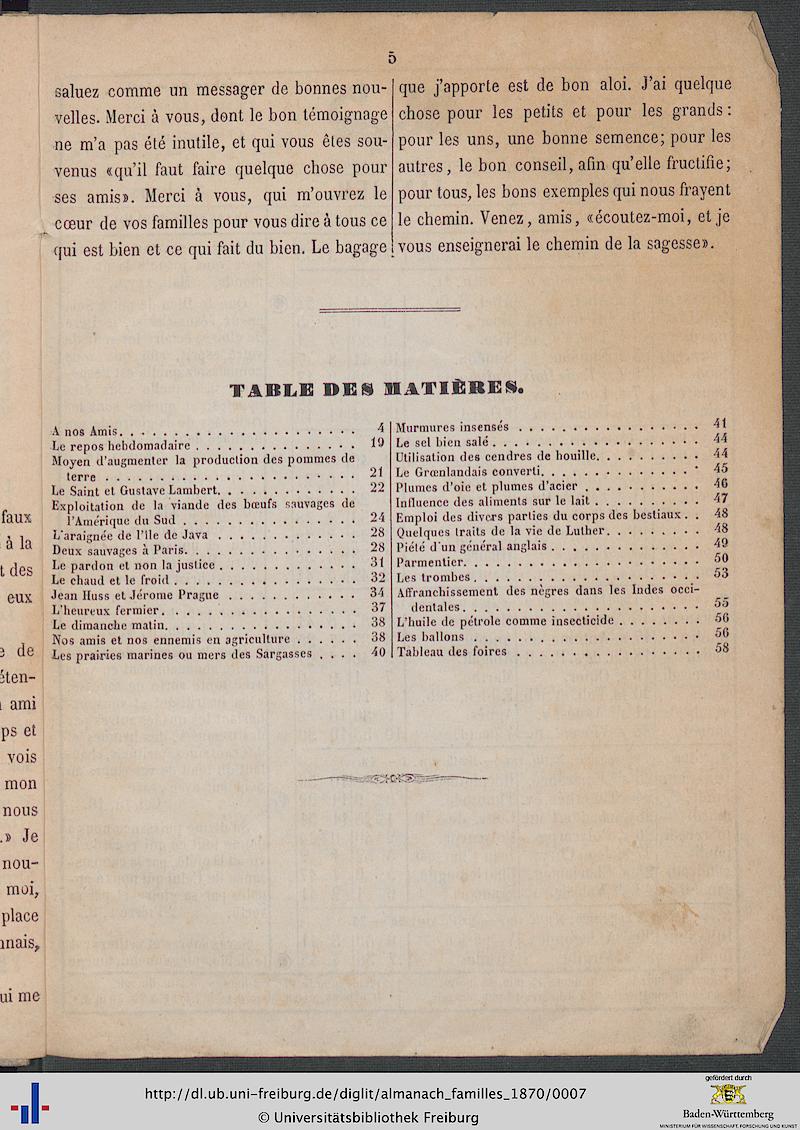 5
saluez comme un messager de bonnes nou-
velles. Merci à vous, dont le bon témoignage
ne m'a pas été inutile, et qui vous êtes sou-
venus «qu'il faut faire quelque chose pour
ses amis». Merci à vous, qui m'ouvrez le
cœur de vos familles pour vous dire à tous ce
qui est bien et ce qui fait du bien. Le bagage
que j'apporte est de bon aloi. J'ai quelque
chose pour les petits et pour les grands:
pour les uns, une bonne semence; pour les
autres, le bon conseil, afin qu'elle fructifie;
pour tous, les bons exemples qui nous frayent
le chemin. Venez, amis, «écoutez-moi, et je
vous enseignerai le chemin de la sagesse».
TABLE DES MATIÈRES.
A nos Amis. . . . . . . . . . . . . . . . . . . . . . 4
Le repos hebdomadaire . . . . . . . . . . . . . . . 19
Moyen d'augmenter la production des pommes de
terre . . . . . . . . . . . . . . . . . . . . . . . 21
Le Saint et Gustave Lambert. . . . . . . . . . . . . 22
Exploitation de la viande des bœufs sauvages de
l'Amérique du Sud . . . . . . . . . . . . . . . . 24
L'araignée de l'île de Java . . . . . . . . . . . . . 28
Deux sauvages à Paris. . . . . . . . . . . . . . . . 28
Le pardon et non la justice . . . . . . . . . . . . . 31
Le chaud et le froid . . . . . . . . . . . . . . . . . 32
Jean Huss et Jérome Prague . . . . . . . . . . . . 34
L'heureux fermier. . . . . . . . . . . . . . . . . . 37
Le dimanche matin. . . . . . . . . . . . . . . . . . 38
Nos amis et nos ennemis en agriculture . . . . . . 38
Les prairies marines ou mers des Sargasses . . . . 40
Murmures insensés . . . . . . . . . . . . . . . . . 41
Le sel bien salé. . . . . . . . . . . . . . . . . . . 44
Utilisation des cendres de houille. . . . . . . . . . 44
Le Grœnlandais converti. . . . . . . . . . . . . . . 45
Plumes d'oie et plumes d'acier . . . . . . . . . . . 46
Influence des aliments sur le lait . . . . . . . . . . 47
Emploi des divers parties du corps des bestiaux. . 48
Quelques traits de la vie de Luther. . . . . . . . . 48
Piété d'un général anglais . . . . . . . . . . . . . . 49
Parmentier. . . . . . . . . . . . . . . . . . . . . . 50
Les trombes. . . . . . . . . . . . . . . . . . . . . 53
Affranchissement des nègres dans les Indes occi-
dentales. . . . . . . . . . . . . . . . . . . . . . 55
L'huile de pétrole comme insecticide . . . . . . . . 56
Les ballons . . . . . . . . . . . . . . . . . . . . . 56
Tableau des foires . . . . . . . . . . . . . . . . . 58
faux
à la
t des
eux
de
éten-
ami
ps et
vois
mon
nous
.» Je
nou-
moi,
place
nnais,
ui me
http://dl.ub.uni-freiburg.de/diglit/almanach_familles_1870/0007
© Universitätsbibliothek Freiburg
gefördert durch
Baden-Württemberg
MINISTERIUM FÜR WISSENSCHAFT, FORSCHUNG UND KUNST